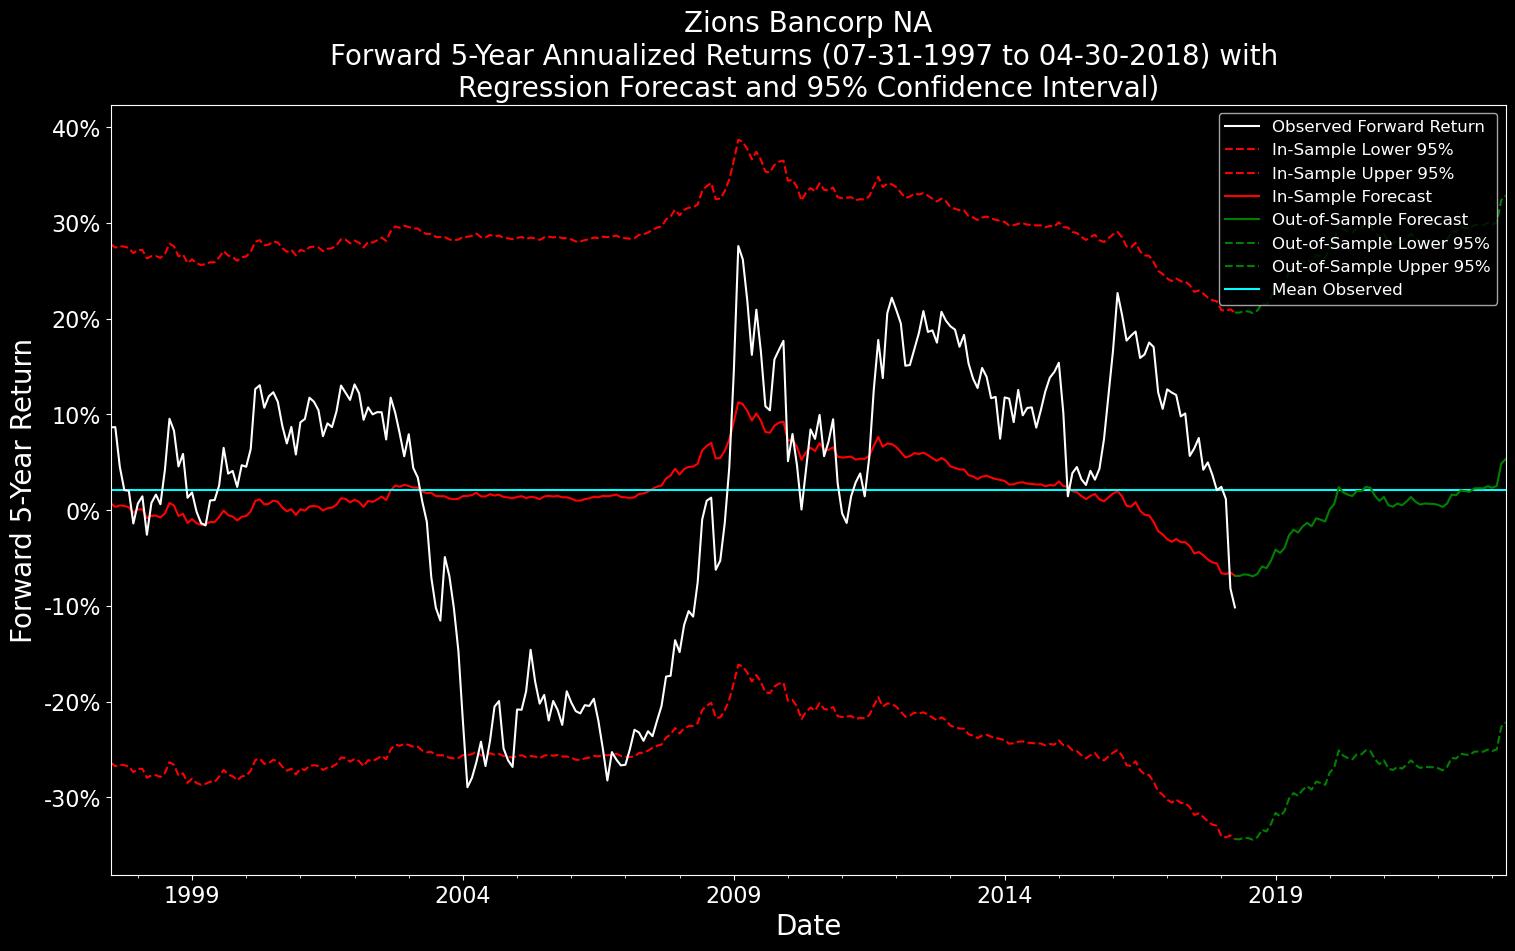 Zions Bancorp NA
Forward 5-Year Annualized Returns (07-31-1997 to 04-30-2018) with
Regression Forecast and 95% Confidence Interval)
Forward 5-Year Return
40%
30%
20%
10%
0%
-10%
-20%
-30%
Observed Forward Return
In-Sample Lower 95%
In-Sample Upper 95%
In-Sample Forecast
Out-of-Sample Forecast
Out-of-Sample Lower 95%
Out-of-Sample Upper 95%
Mean Observed
1999
2004
2009
2014
2019
Date